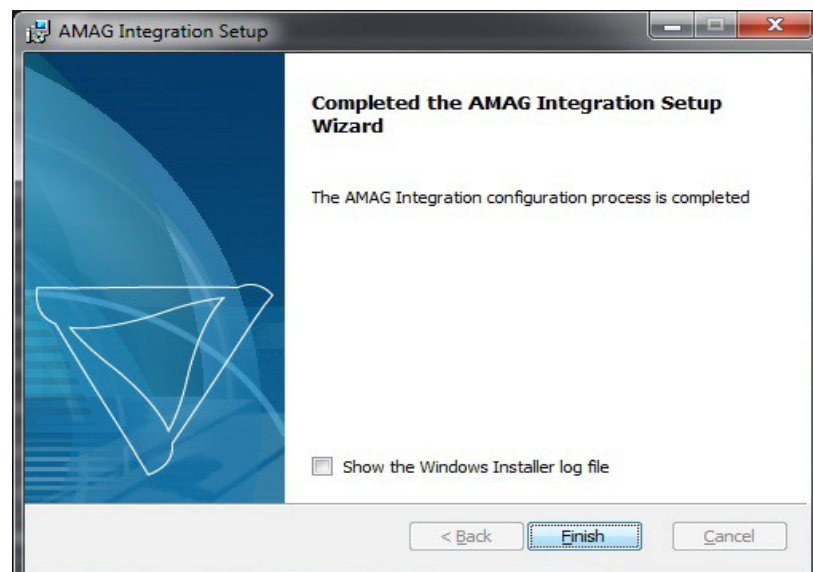 AMAG Integration Setup
Completed the AMAG Integration Setup
Wizard
The AMAG Integration configuration process is completed
Show the Windows Installer log file
< Back
Finish
Cancel